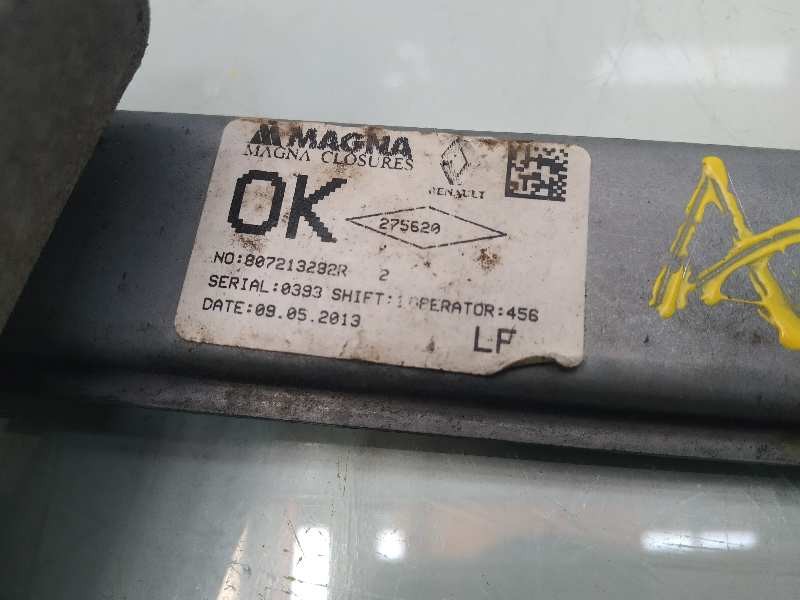 MAGNA
MAGNA CLOSURES
RENAULT
OK
275620
NO:807213292R 2
SERIAL:0393 SHIFT:1 OPERATOR:456
DATE:09.05.2013
LF